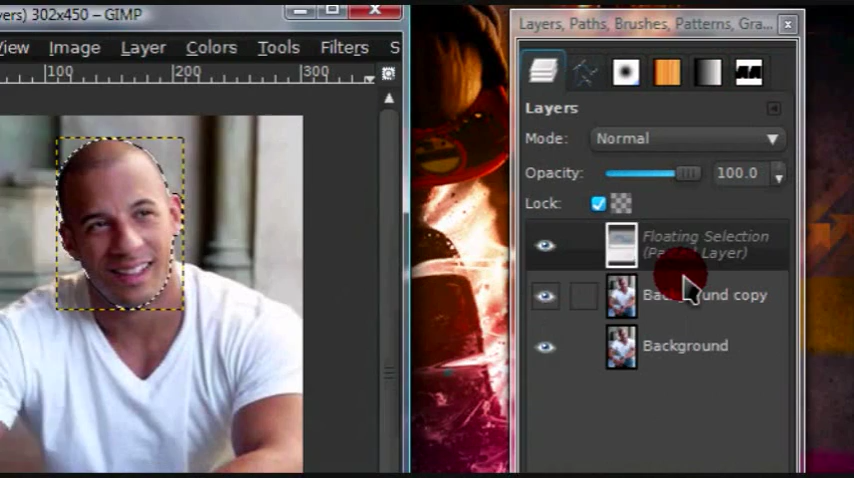 yers) 302x450 – GIMP
View Image Layer Colors Tools Filters S
100 200 300
Layers, Paths, Brushes, Patterns, Gra...
Layers
Mode: Normal
Opacity: 100.0
Lock:
Floating Selection
Layer)
copy
Background